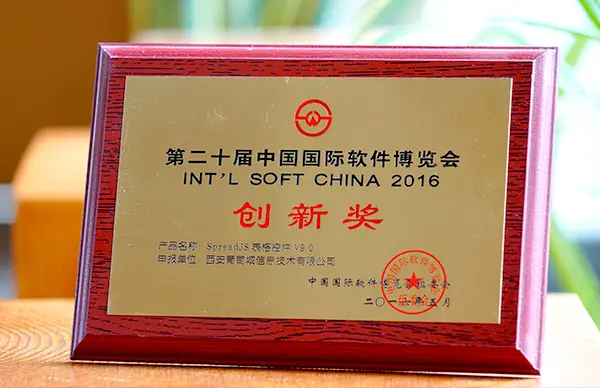 第二十届中国国际软件博览会
INT'L SOFT CHINA 2016
创新奖
产品名称：SpreadJS 表格控件 V9.0
申报单位：西安葡萄城信息技术有限公司
中国国际软件博览会组委会
二〇一六年五月